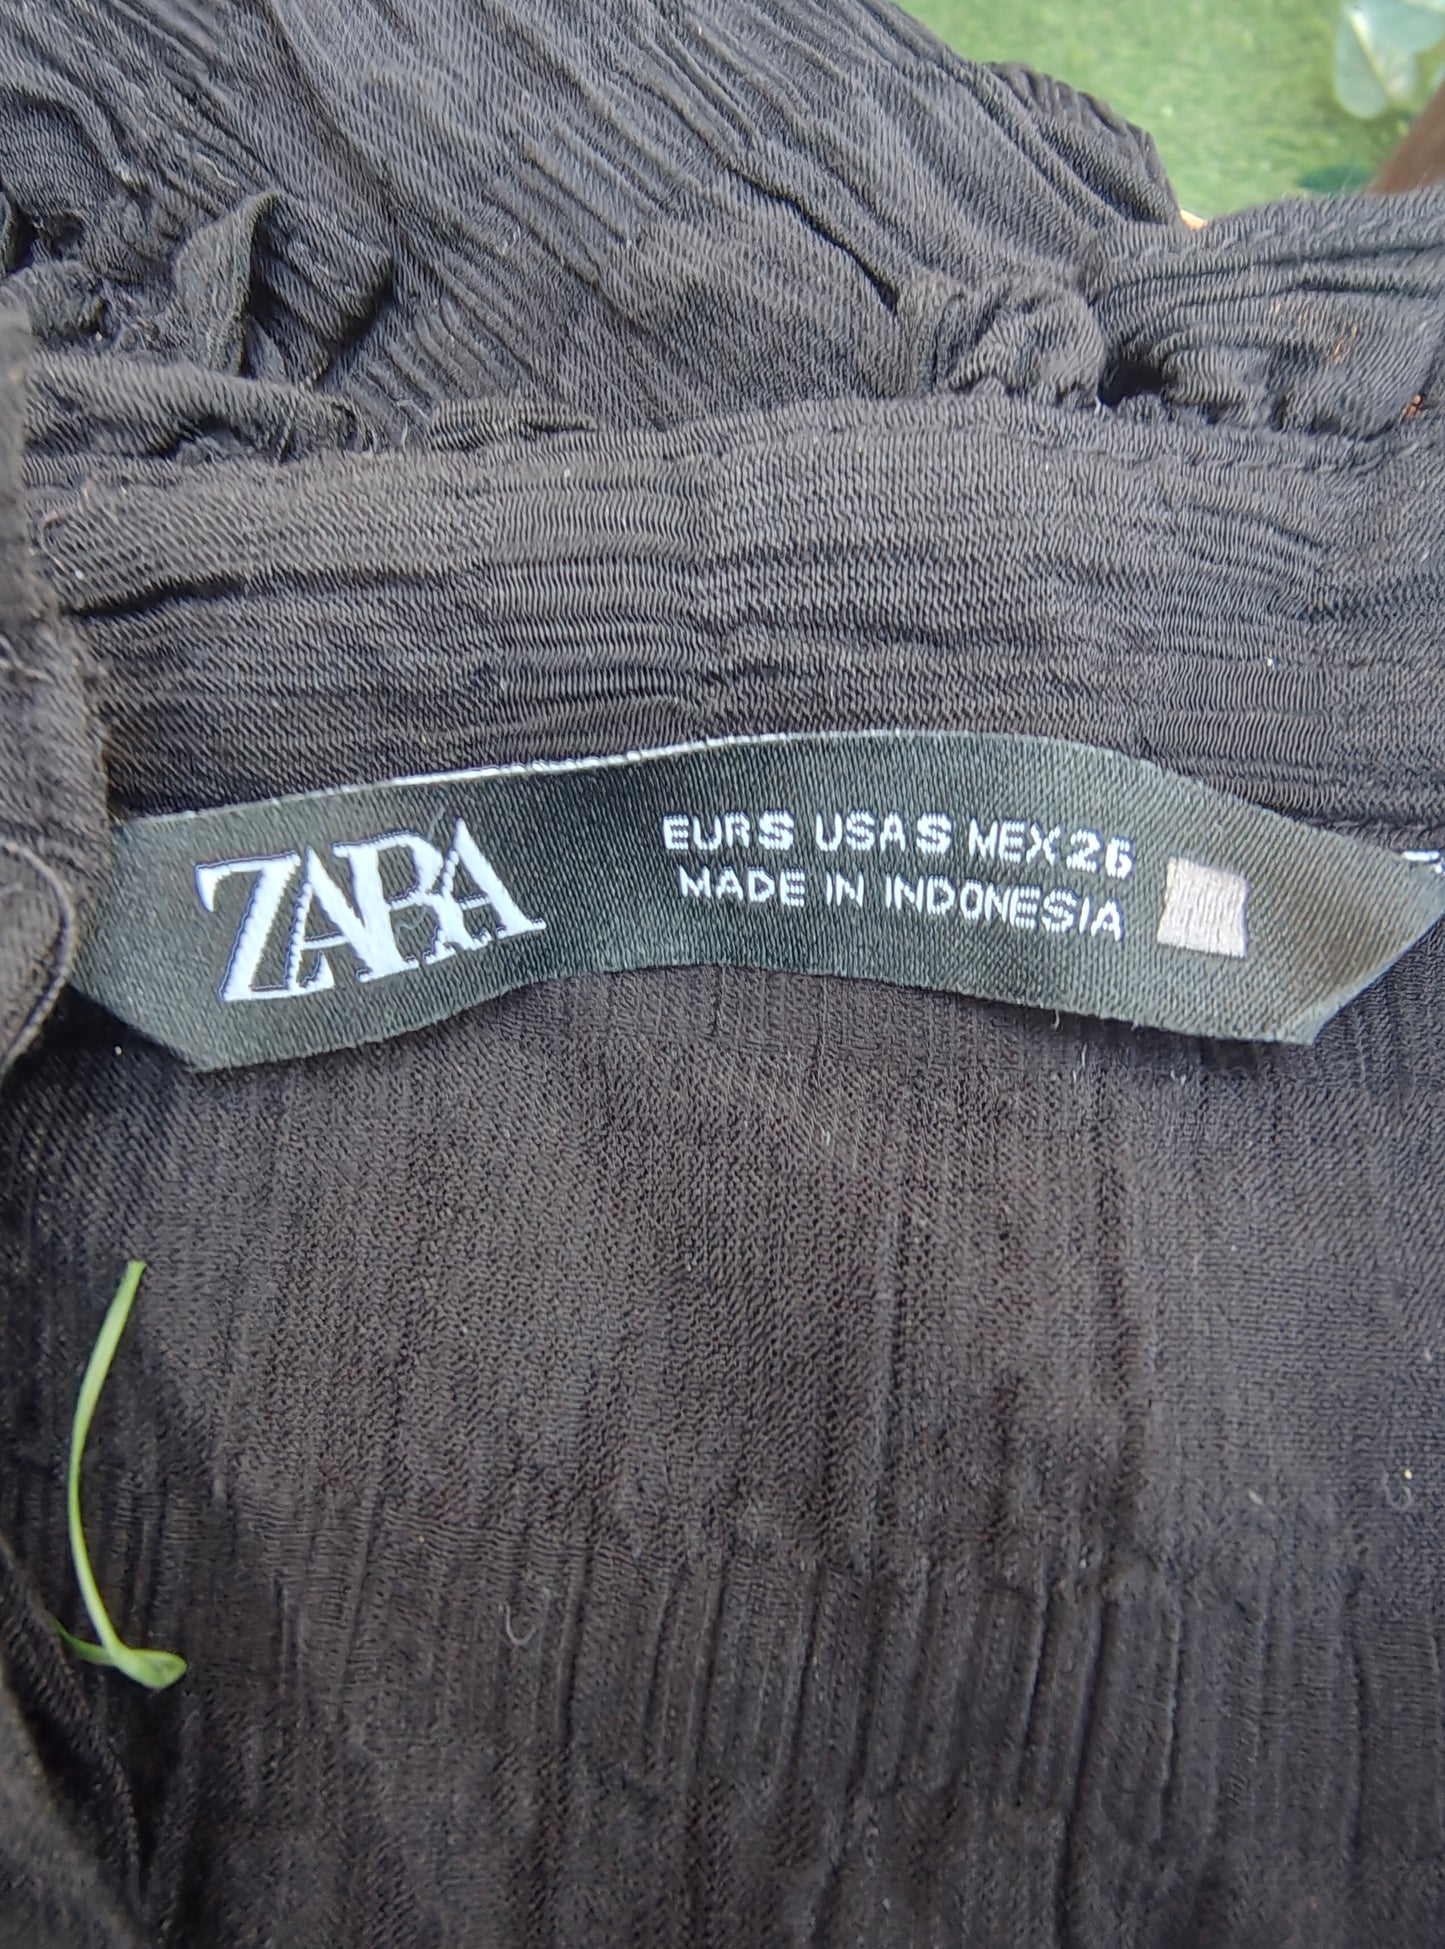 ZARA
EUR S USA S MEX 26
MADE IN INDONESIA